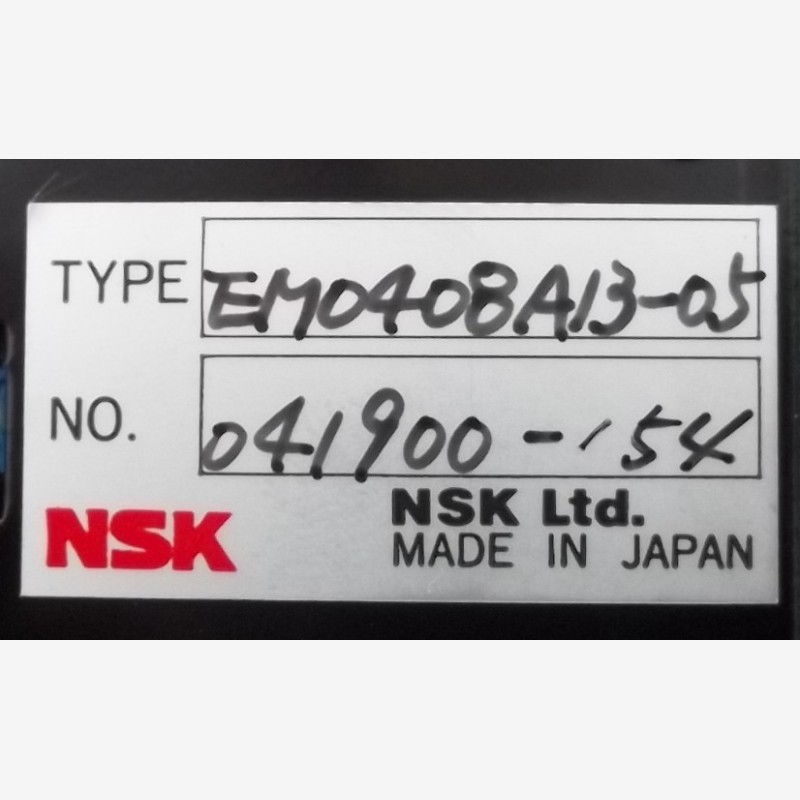 TYPE EM0408A13-05
NO. 041900-154
NSK NSK Ltd.
MADE IN JAPAN